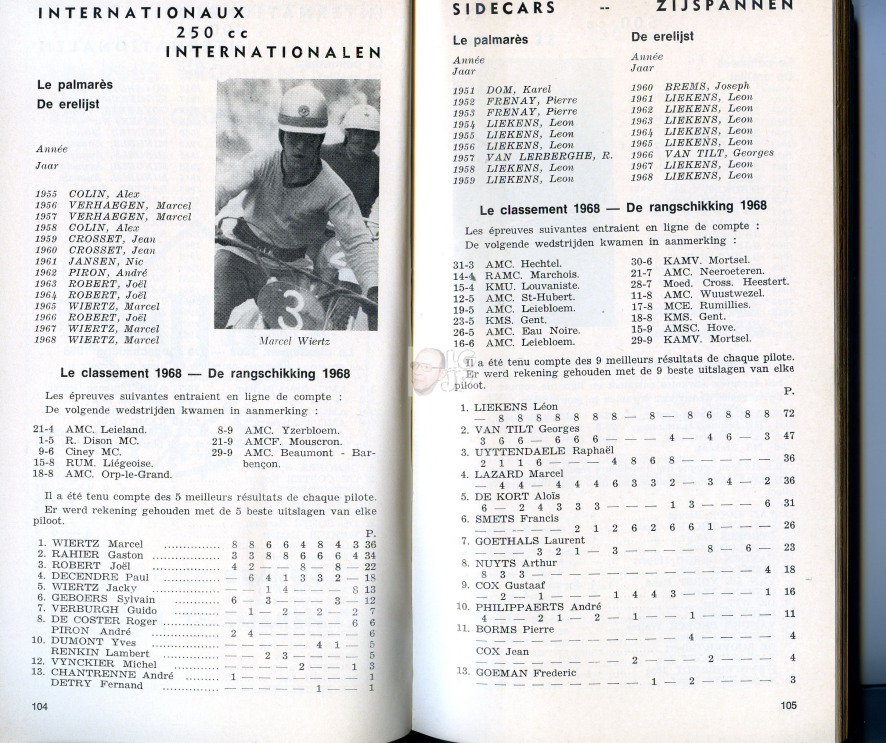 INTERNATIONAUX
250 cc
INTERNATIONALEN
Le palmarès
De erelijst
Année
Jaar
1955 COLIN, Alex
1956 VERHAEGEN, Marcel
1957 VERHAEGEN, Marcel
1958 COLIN, Alex
1959 CROSSET, Jean
1960 CROSSET, Jean
1961 JANSEN, Nic
1962 PIRON, André
1963 ROBERT, Joël
1964 ROBERT, Joël
1965 WIERTZ, Marcel
1966 ROBERT, Joël
1967 WIERTZ, Marcel
1968 WIERTZ, Marcel
3
Marcel Wiertz
Le classement 1968 — De rangschikking 1968
Les épreuves suivantes entraient en ligne de compte :
De volgende wedstrijden kwamen in aanmerking :
21-4 AMC. Leieland.
1-5 R. Dison MC.
9-6 Ciney MC.
15-8 RUM. Liégeoise.
18-8 AMC. Orp-le-Grand.
8-9 AMC. Yzerbloem.
21-9 AMCF. Mouscron.
29-9 AMC. Beaumont - Bar-
bençon.
Il a été tenu compte des 5 meilleurs résultats de chaque pilote.
Er werd rekening gehouden met de 5 beste uitslagen van elke
piloot.
P.
1. WIERTZ Marcel .............. 8 8 6 6 4 8 4 3 36
2. RAHIER Gaston .............. 3 3 8 8 6 6 6 4 34
3. ROBERT Joël .............. 4 2 — — 8 — 8 — 22
4. DECENDRE Paul .............. — 6 4 1 3 3 2 — 18
5. WIERTZ Jacky .............. — — 1 4 — — — 8 13
6. GEBOERS Sylvain .............. 6 — 3 — — — 3 — 12
7. VERBURGH Guido .............. — 1 — 2 — 2 — 2 7
8. DE COSTER Roger .............. — — — — — — — 6 6
PIRON André .............. 2 4 — — — — — — 6
10. DUMONT Yves .............. — — — — — 4 1 — 5
RENKIN Lambert .............. — — 2 3 — — — — 5
12. VYNCKIER Michel .............. — — — — 2 — — 1 3
13. CHANTRENNE André .............. 1 — — — — — — — 1
DETRY Fernand .............. — — — — — 1 — — 1
104
SIDECARS -- ZIJSPANNEN
Le palmarès
Année
Jaar
1951 DOM, Karel
1952 FRENAY, Pierre
1953 FRENAY, Pierre
1954 LIEKENS, Leon
1955 LIEKENS, Leon
1956 LIEKENS, Leon
1957 VAN LERBERGHE, R.
1958 LIEKENS, Leon
1959 LIEKENS, Leon
De erelijst
Année
Jaar
1960 BREMS, Joseph
1961 LIEKENS, Leon
1962 LIEKENS, Leon
1963 LIEKENS, Leon
1964 LIEKENS, Leon
1965 LIEKENS, Leon
1966 VAN TILT, Georges
1967 LIEKENS, Leon
1968 LIEKENS, Leon
Le classement 1968 — De rangschikking 1968
Les épreuves suivantes entraient en ligne de compte :
De volgende wedstrijden kwamen in aanmerking :
31-3 AMC. Hechtel.
14-4 RAMC. Marchois.
15-4 KMU. Louvaniste.
12-5 AMC. St-Hubert.
19-5 AMC. Leiebloem.
23-5 KMS. Gent.
26-5 AMC. Eau Noire.
16-6 AMC. Leiebloem.
30-6 KAMV. Mortsel.
21-7 AMC. Neeroeteren.
28-7 Moed. Cross. Heestert.
11-8 AMC. Wuustwezel.
17-8 MCE. Rumillies.
18-8 KMS. Gent.
15-9 AMSC. Hove.
29-9 KAMV. Mortsel.
Il a été tenu compte des 9 meilleurs résultats de chaque pilote.
Er werd rekening gehouden met de 9 beste uitslagen van elke
piloot.
P.
1. LIEKENS Léon
— 8 8 8 8 8 8 8 — 8 — 8 6 8 8 8 72
2. VAN TILT Georges
3 6 6 — 6 6 6 — — — 4 — 4 6 — 3 47
3. UYTTENDAELE Raphaël
2 1 1 6 — — 4 8 6 8 — — — — — — 36
4. LAZARD Marcel
— 4 4 — 4 4 4 6 3 3 2 — 3 4 — 2 36
5. DE KORT Aloïs
6 — 2 4 3 3 3 — — — 1 3 — — — 6 31
6. SMETS Francis
— — — — 2 1 2 6 2 6 6 1 — — — — 26
7. GOETHALS Laurent
— — — 3 2 1 — 3 — — — — 8 — 6 — 23
8. NUYTS Arthur
8 3 3 — — — — — — — — — — — — 4 18
9. COX Gustaaf
— 2 — 1 — — 1 4 4 3 — — — — — 1 16
10. PHILIPPAERTS André
4 — — 2 1 — 2 — 1 — — 1 — — — — 11
11. BORMS Pierre
— — — — — — — — — — — 4 — — — — 4
COX Jean
— — — — — — — — 2 — — — 2 — — — 4
13. GOEMAN Frederic
— — — — — — — — — 1 — 2 — — — — 3
105
LG
JP